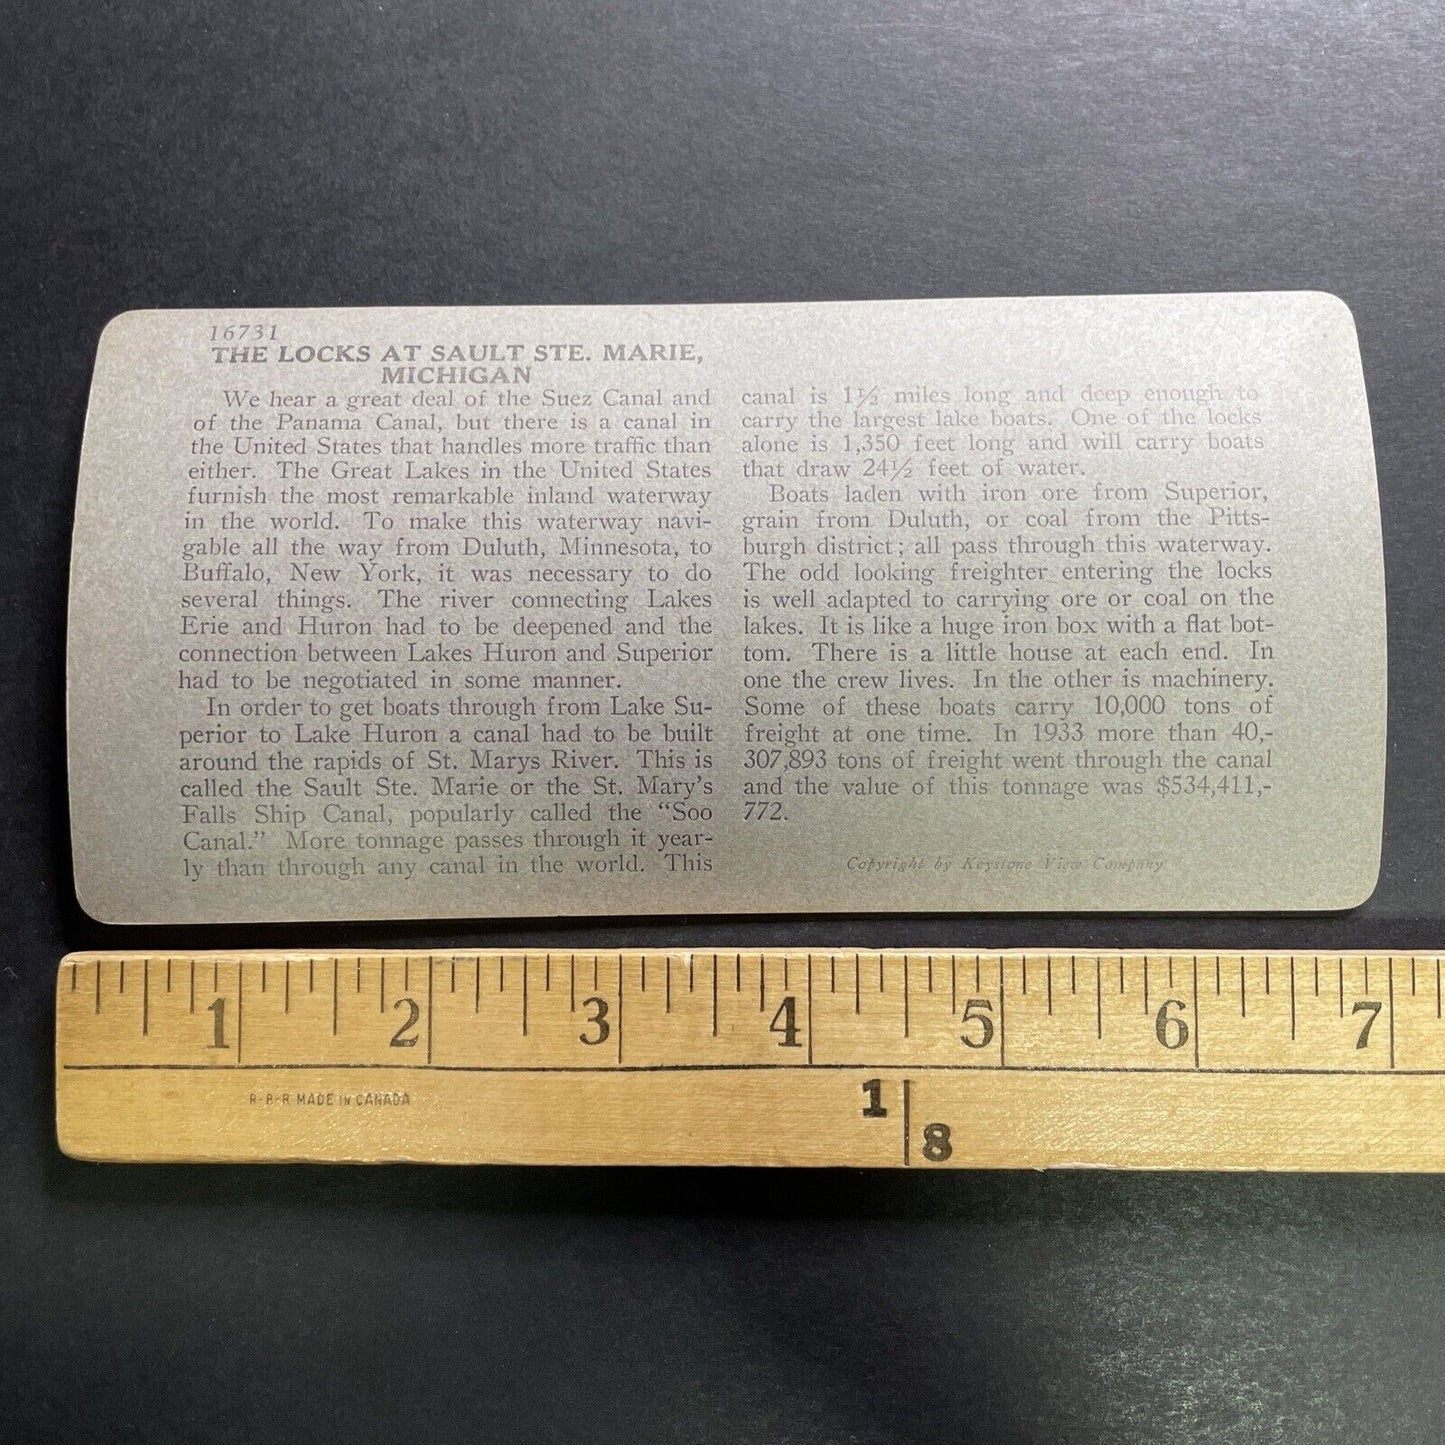 16731
THE LOCKS AT SAULT STE. MARIE,
MICHIGAN
We hear a great deal of the Suez Canal and
of the Panama Canal, but there is a canal in
the United States that handles more traffic than
either. The Great Lakes in the United States
furnish the most remarkable inland waterway
in the world. To make this waterway navi-
gable all the way from Duluth, Minnesota, to
Buffalo, New York, it was necessary to do
several things. The river connecting Lakes
Erie and Huron had to be deepened and the
connection between Lakes Huron and Superior
had to be negotiated in some manner.
In order to get boats through from Lake Su-
perior to Lake Huron a canal had to be built
around the rapids of St. Marys River. This is
called the Sault Ste. Marie or the St. Mary's
Falls Ship Canal, popularly called the "Soo
Canal." More tonnage passes through it year-
ly than through any canal in the world. This
canal is 1½ miles long and deep enough to
carry the largest lake boats. One of the locks
alone is 1,350 feet long and will carry boats
that draw 24½ feet of water.
Boats laden with iron ore from Superior,
grain from Duluth, or coal from the Pitts-
burgh district; all pass through this waterway.
The odd looking freighter entering the locks
is well adapted to carrying ore or coal on the
lakes. It is like a huge iron box with a flat bot-
tom. There is a little house at each end. In
one the crew lives. In the other is machinery.
Some of these boats carry 10,000 tons of
freight at one time. In 1933 more than 40,-
307,893 tons of freight went through the canal
and the value of this tonnage was $534,411,-
772.
Copyright by Keystone View Company
1 2 3 4 5 6 7
R-B-R MADE IN CANADA
1
8